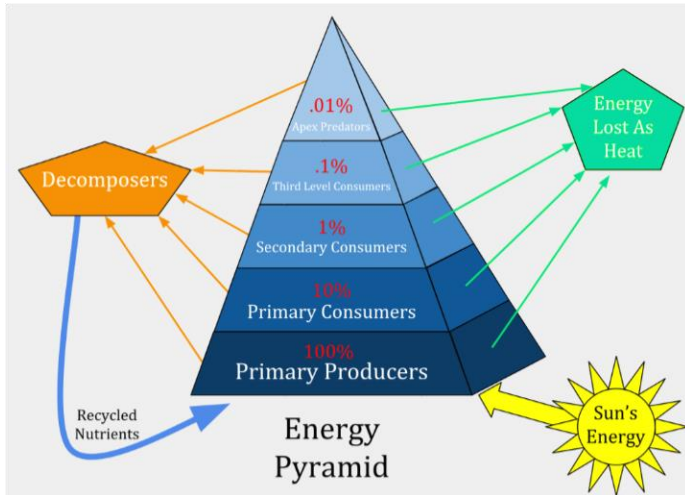 .01%
Apex Predators
.1%
Third Level Consumers
1%
Secondary Consumers
10%
Primary Consumers
100%
Primary Producers
Decomposers
Energy
Lost As
Heat
Recycled
Nutrients
Energy
Pyramid
Sun's
Energy